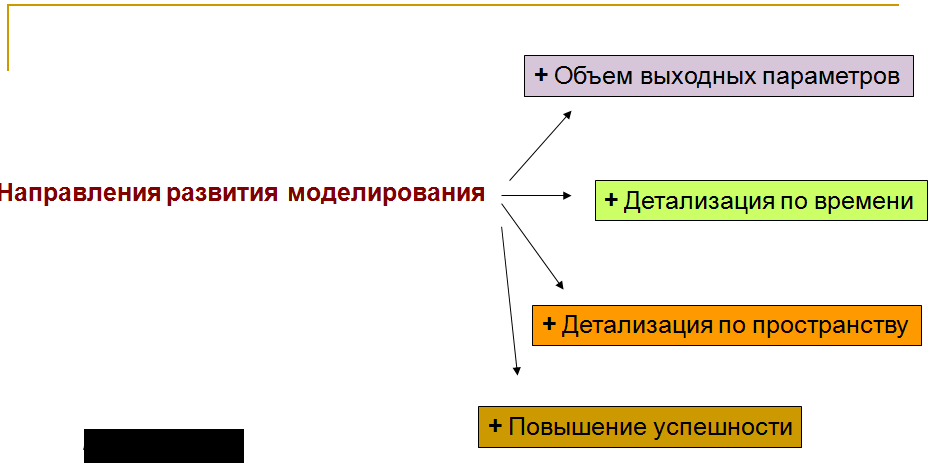 + Объем выходных параметров
Направления развития моделирования
+ Детализация по времени
+ Детализация по пространству
+ Повышение успешности